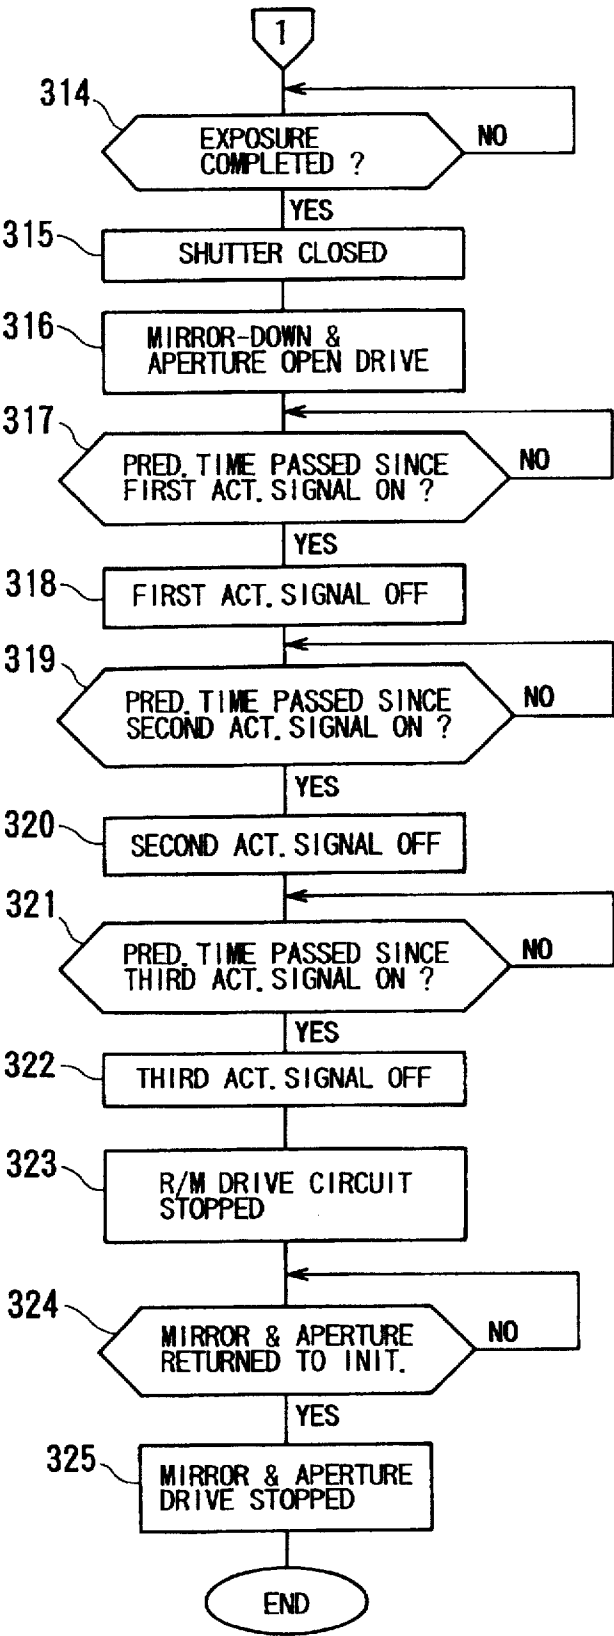 1
314
EXPOSURE
COMPLETED ?
NO
YES
315
SHUTTER CLOSED
316
MIRROR-DOWN &
APERTURE OPEN DRIVE
317
PRED. TIME PASSED SINCE
FIRST ACT. SIGNAL ON ?
NO
YES
318
FIRST ACT. SIGNAL OFF
319
PRED. TIME PASSED SINCE
SECOND ACT. SIGNAL ON ?
NO
YES
320
SECOND ACT. SIGNAL OFF
321
PRED. TIME PASSED SINCE
THIRD ACT. SIGNAL ON ?
NO
YES
322
THIRD ACT. SIGNAL OFF
323
R/M DRIVE CIRCUIT
STOPPED
324
MIRROR & APERTURE
RETURNED TO INIT.
NO
YES
325
MIRROR & APERTURE
DRIVE STOPPED
END